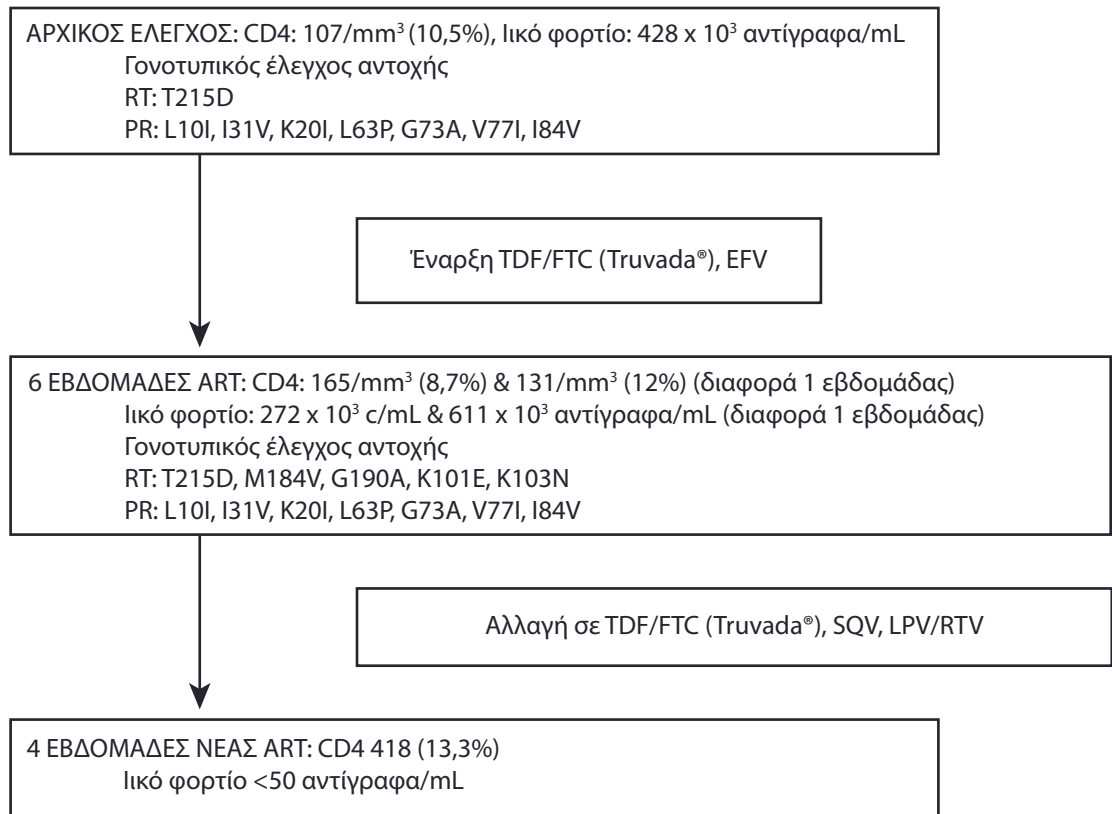 ΑΡΧΙΚΟΣ ΕΛΕΓΧΟΣ: CD4: 107/mm³ (10,5%), Ιικό φορτίο: 428 x 10³ αντίγραφα/mL
Γονοτυπικός έλεγχος αντοχής
RT: T215D
PR: L10I, I31V, K20I, L63P, G73A, V77I, I84V
Έναρξη TDF/FTC (Truvada®), EFV
6 ΕΒΔΟΜΑΔΕΣ ART: CD4: 165/mm³ (8,7%) & 131/mm³ (12%) (διαφορά 1 εβδομάδας)
Ιικό φορτίο: 272 x 10³ c/mL & 611 x 10³ αντίγραφα/mL (διαφορά 1 εβδομάδας)
Γονοτυπικός έλεγχος αντοχής
RT: T215D, M184V, G190A, K101E, K103N
PR: L10I, I31V, K20I, L63P, G73A, V77I, I84V
Αλλαγή σε TDF/FTC (Truvada®), SQV, LPV/RTV
4 ΕΒΔΟΜΑΔΕΣ ΝΕΑΣ ART: CD4 418 (13,3%)
Ιικό φορτίο <50 αντίγραφα/mL